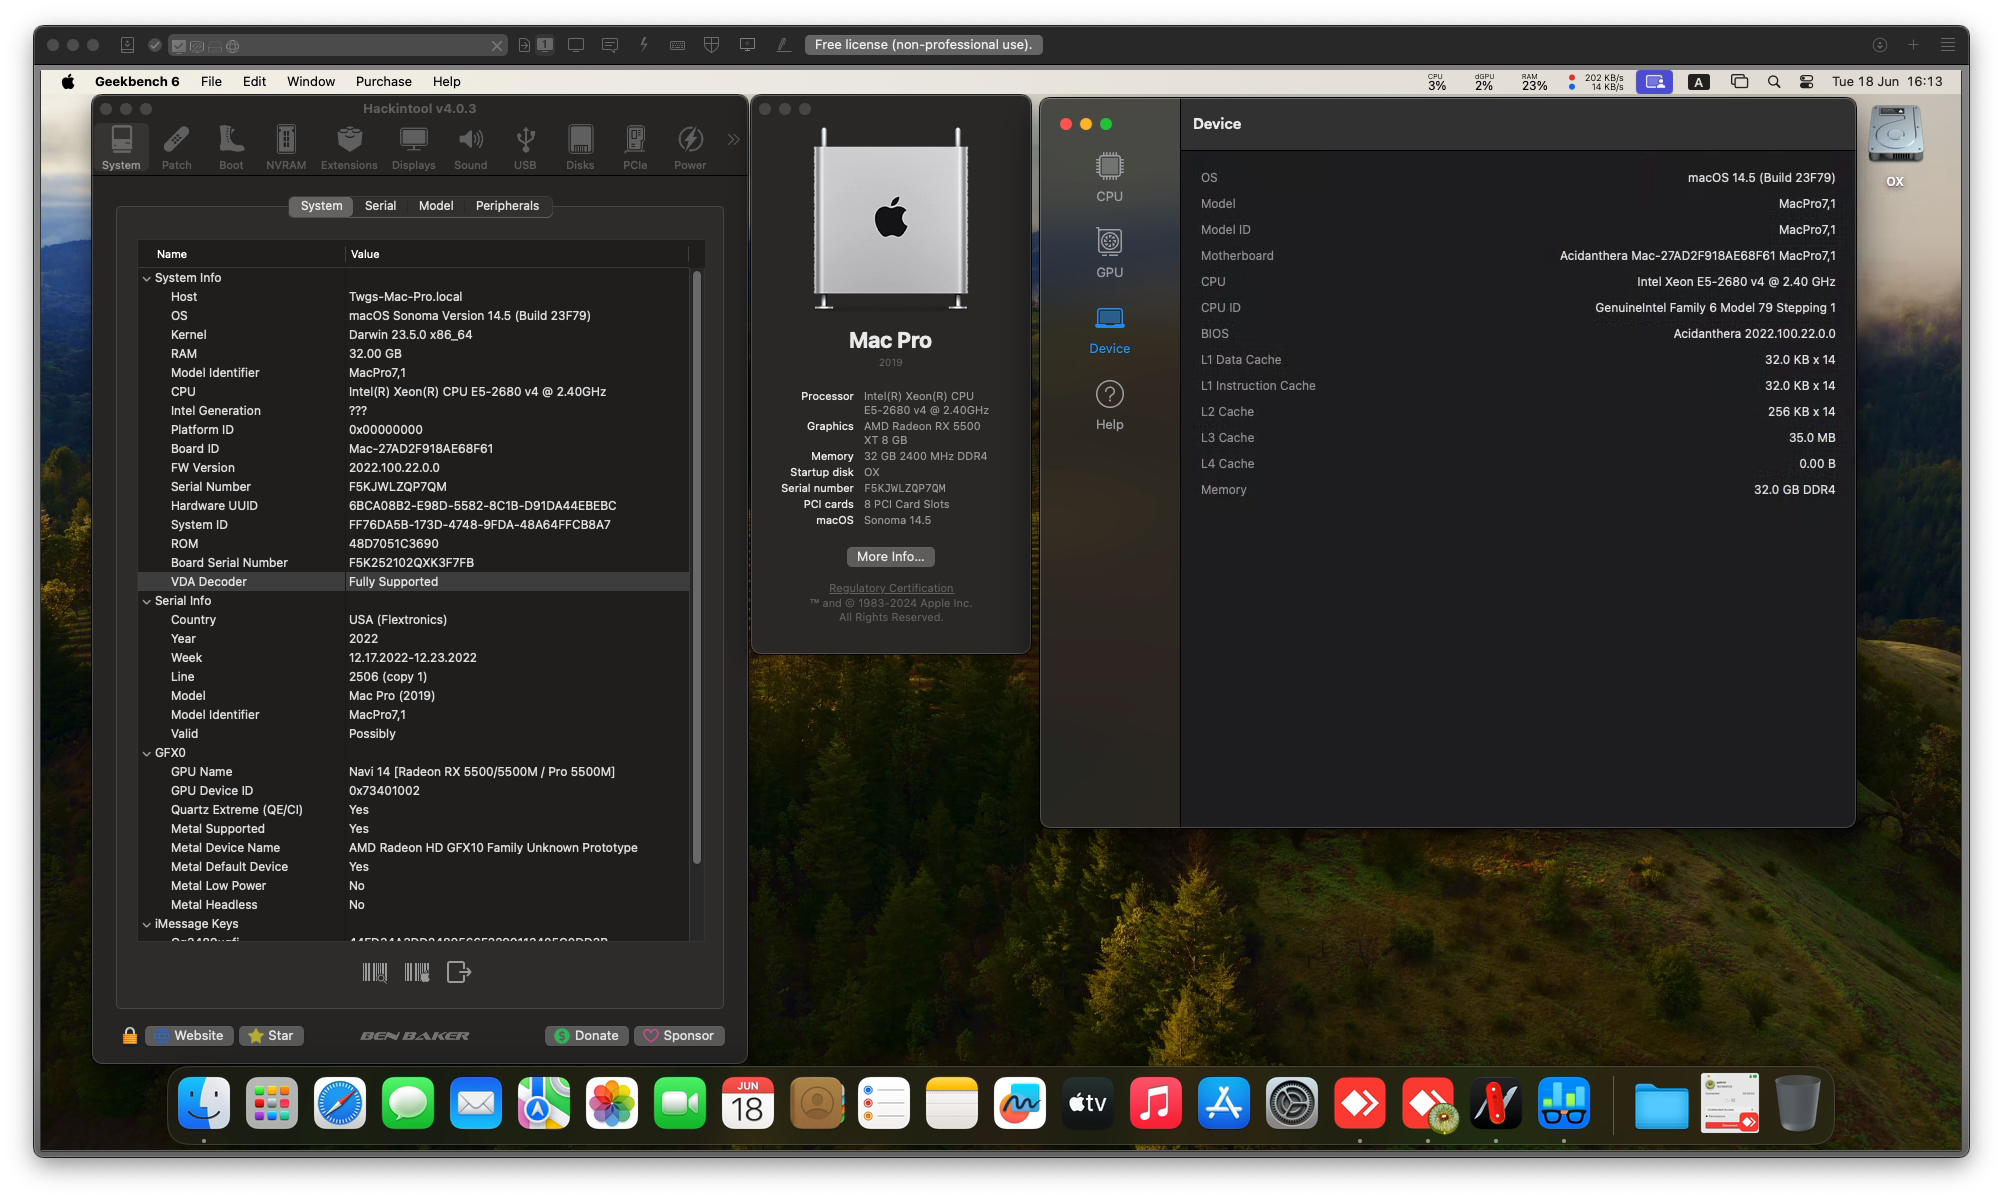 1
Free license (non-professional use).
Geekbench 6 File Edit Window Purchase Help
CPU 3% dGPU 2% RAM 23% 202 KB/s 14 KB/s A Tue 18 Jun 16:13
Hackintool v4.0.3
System Patch Boot NVRAM Extensions Displays Sound USB Disks PCIe Power
System Serial Model Peripherals
Name Value
System Info
Host Twgs-Mac-Pro.local
OS macOS Sonoma Version 14.5 (Build 23F79)
Kernel Darwin 23.5.0 x86_64
RAM 32.00 GB
Model Identifier MacPro7,1
CPU Intel(R) Xeon(R) CPU E5-2680 v4 @ 2.40GHz
Intel Generation ???
Platform ID 0x00000000
Board ID Mac-27AD2F918AE68F61
FW Version 2022.100.22.0.0
Serial Number F5KJWLZQP7QM
Hardware UUID 6BCA08B2-E98D-5582-8C1B-D91DA44EBEBC
System ID FF76DA5B-173D-4748-9FDA-48A64FFCB8A7
ROM 48D7051C3690
Board Serial Number F5K252102QXK3F7FB
VDA Decoder Fully Supported
Serial Info
Country USA (Flextronics)
Year 2022
Week 12.17.2022-12.23.2022
Line 2506 (copy 1)
Model Mac Pro (2019)
Model Identifier MacPro7,1
Valid Possibly
GFX0
GPU Name Navi 14 [Radeon RX 5500/5500M / Pro 5500M]
GPU Device ID 0x73401002
Quartz Extreme (QE/CI) Yes
Metal Supported Yes
Metal Device Name AMD Radeon HD GFX10 Family Unknown Prototype
Metal Default Device Yes
Metal Low Power No
Metal Headless No
iMessage Keys
Website Star BEN BAKER Donate Sponsor
Mac Pro
2019
Processor Intel(R) Xeon(R) CPU
E5-2680 v4 @ 2.40GHz
Graphics AMD Radeon RX 5500
XT 8 GB
Memory 32 GB 2400 MHz DDR4
Startup disk OX
Serial number F5KJWLZQP7QM
PCI cards 8 PCI Card Slots
macOS Sonoma 14.5
More Info...
Regulatory Certification
™ and © 1983-2024 Apple Inc.
All Rights Reserved.
CPU
GPU
Device
Help
Device
OS macOS 14.5 (Build 23F79)
Model MacPro7,1
Model ID MacPro7,1
Motherboard Acidanthera Mac-27AD2F918AE68F61 MacPro7,1
CPU Intel Xeon E5-2680 v4 @ 2.40 GHz
CPU ID GenuineIntel Family 6 Model 79 Stepping 1
BIOS Acidanthera 2022.100.22.0.0
L1 Data Cache 32.0 KB x 14
L1 Instruction Cache 32.0 KB x 14
L2 Cache 256 KB x 14
L3 Cache 35.0 MB
L4 Cache 0.00 B
Memory 32.0 GB DDR4
OX
JUN
18
tv